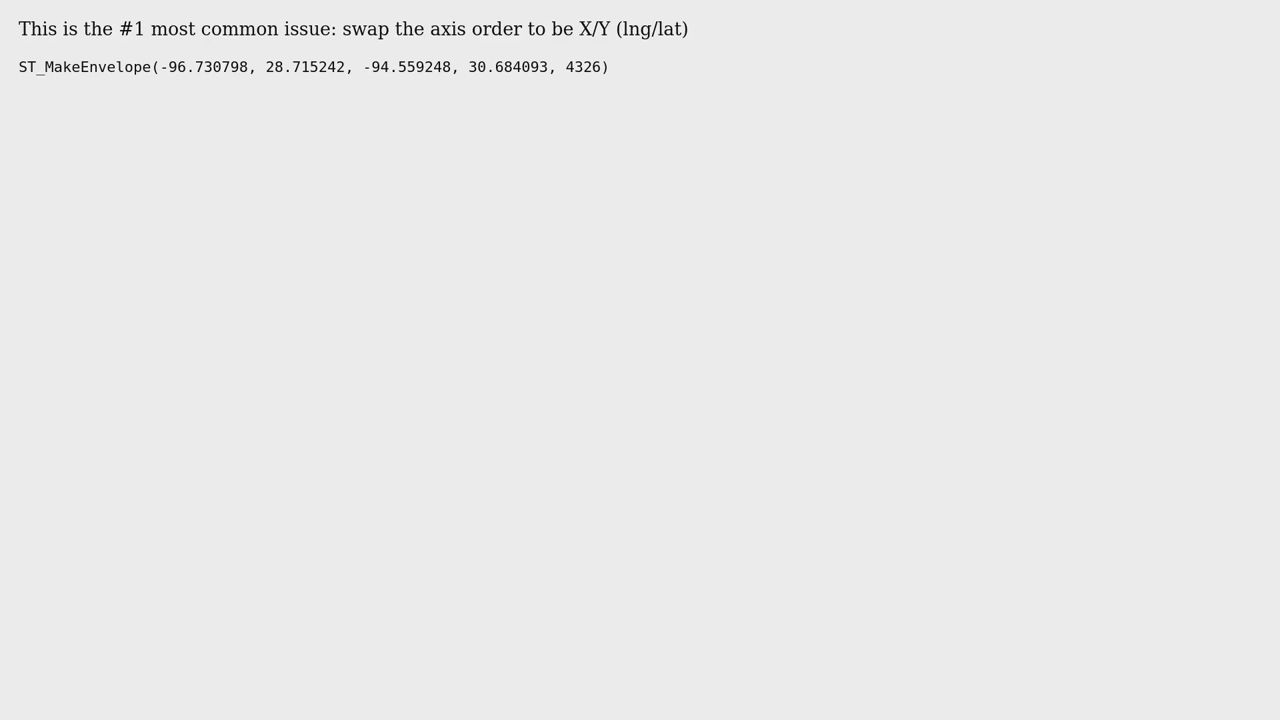 This is the #1 most common issue: swap the axis order to be X/Y (lng/lat)
ST_MakeEnvelope(-96.730798, 28.715242, -94.559248, 30.684093, 4326)